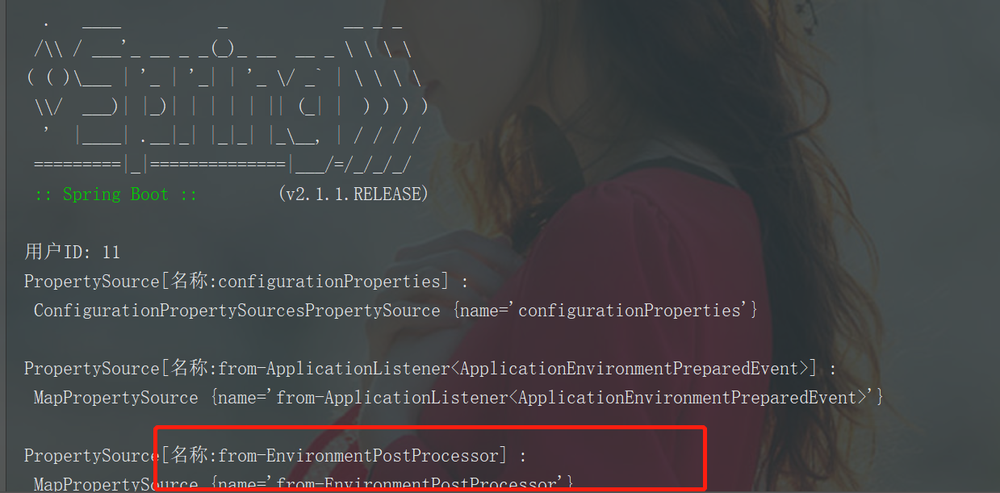 .   ____          _            __ _ _
 /\\ / ___'_ __ _ _(_)_ __  __ _ \ \ \ \
( ( )\___ | '_ | '_| | '_ \/ _` | \ \ \ \
 \\/  ___)| |_)| | | | | || (_| |  ) ) ) )
  '  |____| .__|_| |_|_| |_\__, | / / / /
 =========|_|==============|___/=/_/_/_/
 :: Spring Boot ::        (v2.1.1.RELEASE)
用户ID: 11
PropertySource[名称:configurationProperties] :
 ConfigurationPropertySourcesPropertySource {name='configurationProperties'}
PropertySource[名称:from-ApplicationListener<ApplicationEnvironmentPreparedEvent>] :
 MapPropertySource {name='from-ApplicationListener<ApplicationEnvironmentPreparedEvent>'}
PropertySource[名称:from-EnvironmentPostProcessor] :
 MapPropertySource {name='from-EnvironmentPostProcessor'}